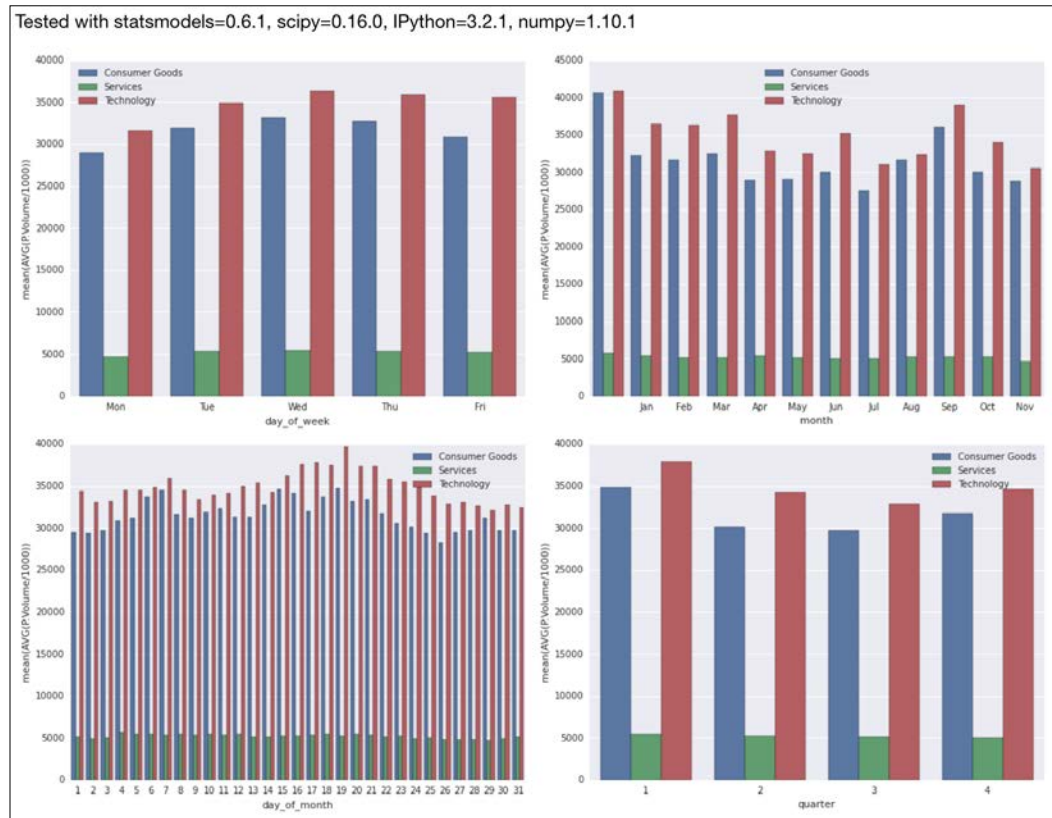 Tested with statsmodels=0.6.1, scipy=0.16.0, IPython=3.2.1, numpy=1.10.1
40000
35000
30000
25000
20000
15000
10000
5000
0
mean(AVG(P.Volume/1000))
Consumer Goods
Services
Technology
Mon Tue Wed Thu Fri
day_of_week
45000
40000
35000
30000
25000
20000
15000
10000
5000
0
mean(AVG(P.Volume/1000))
Consumer Goods
Services
Technology
Jan Feb Mar Apr May Jun Jul Aug Sep Oct Nov
month
40000
35000
30000
25000
20000
15000
10000
5000
0
mean(AVG(P.Volume/1000))
Consumer Goods
Services
Technology
1 2 3 4 5 6 7 8 9 10 11 12 13 14 15 16 17 18 19 20 21 22 23 24 25 26 27 28 29 30 31
day_of_month
40000
35000
30000
25000
20000
15000
10000
5000
0
mean(AVG(P.Volume/1000))
Consumer Goods
Services
Technology
1 2 3 4
quarter